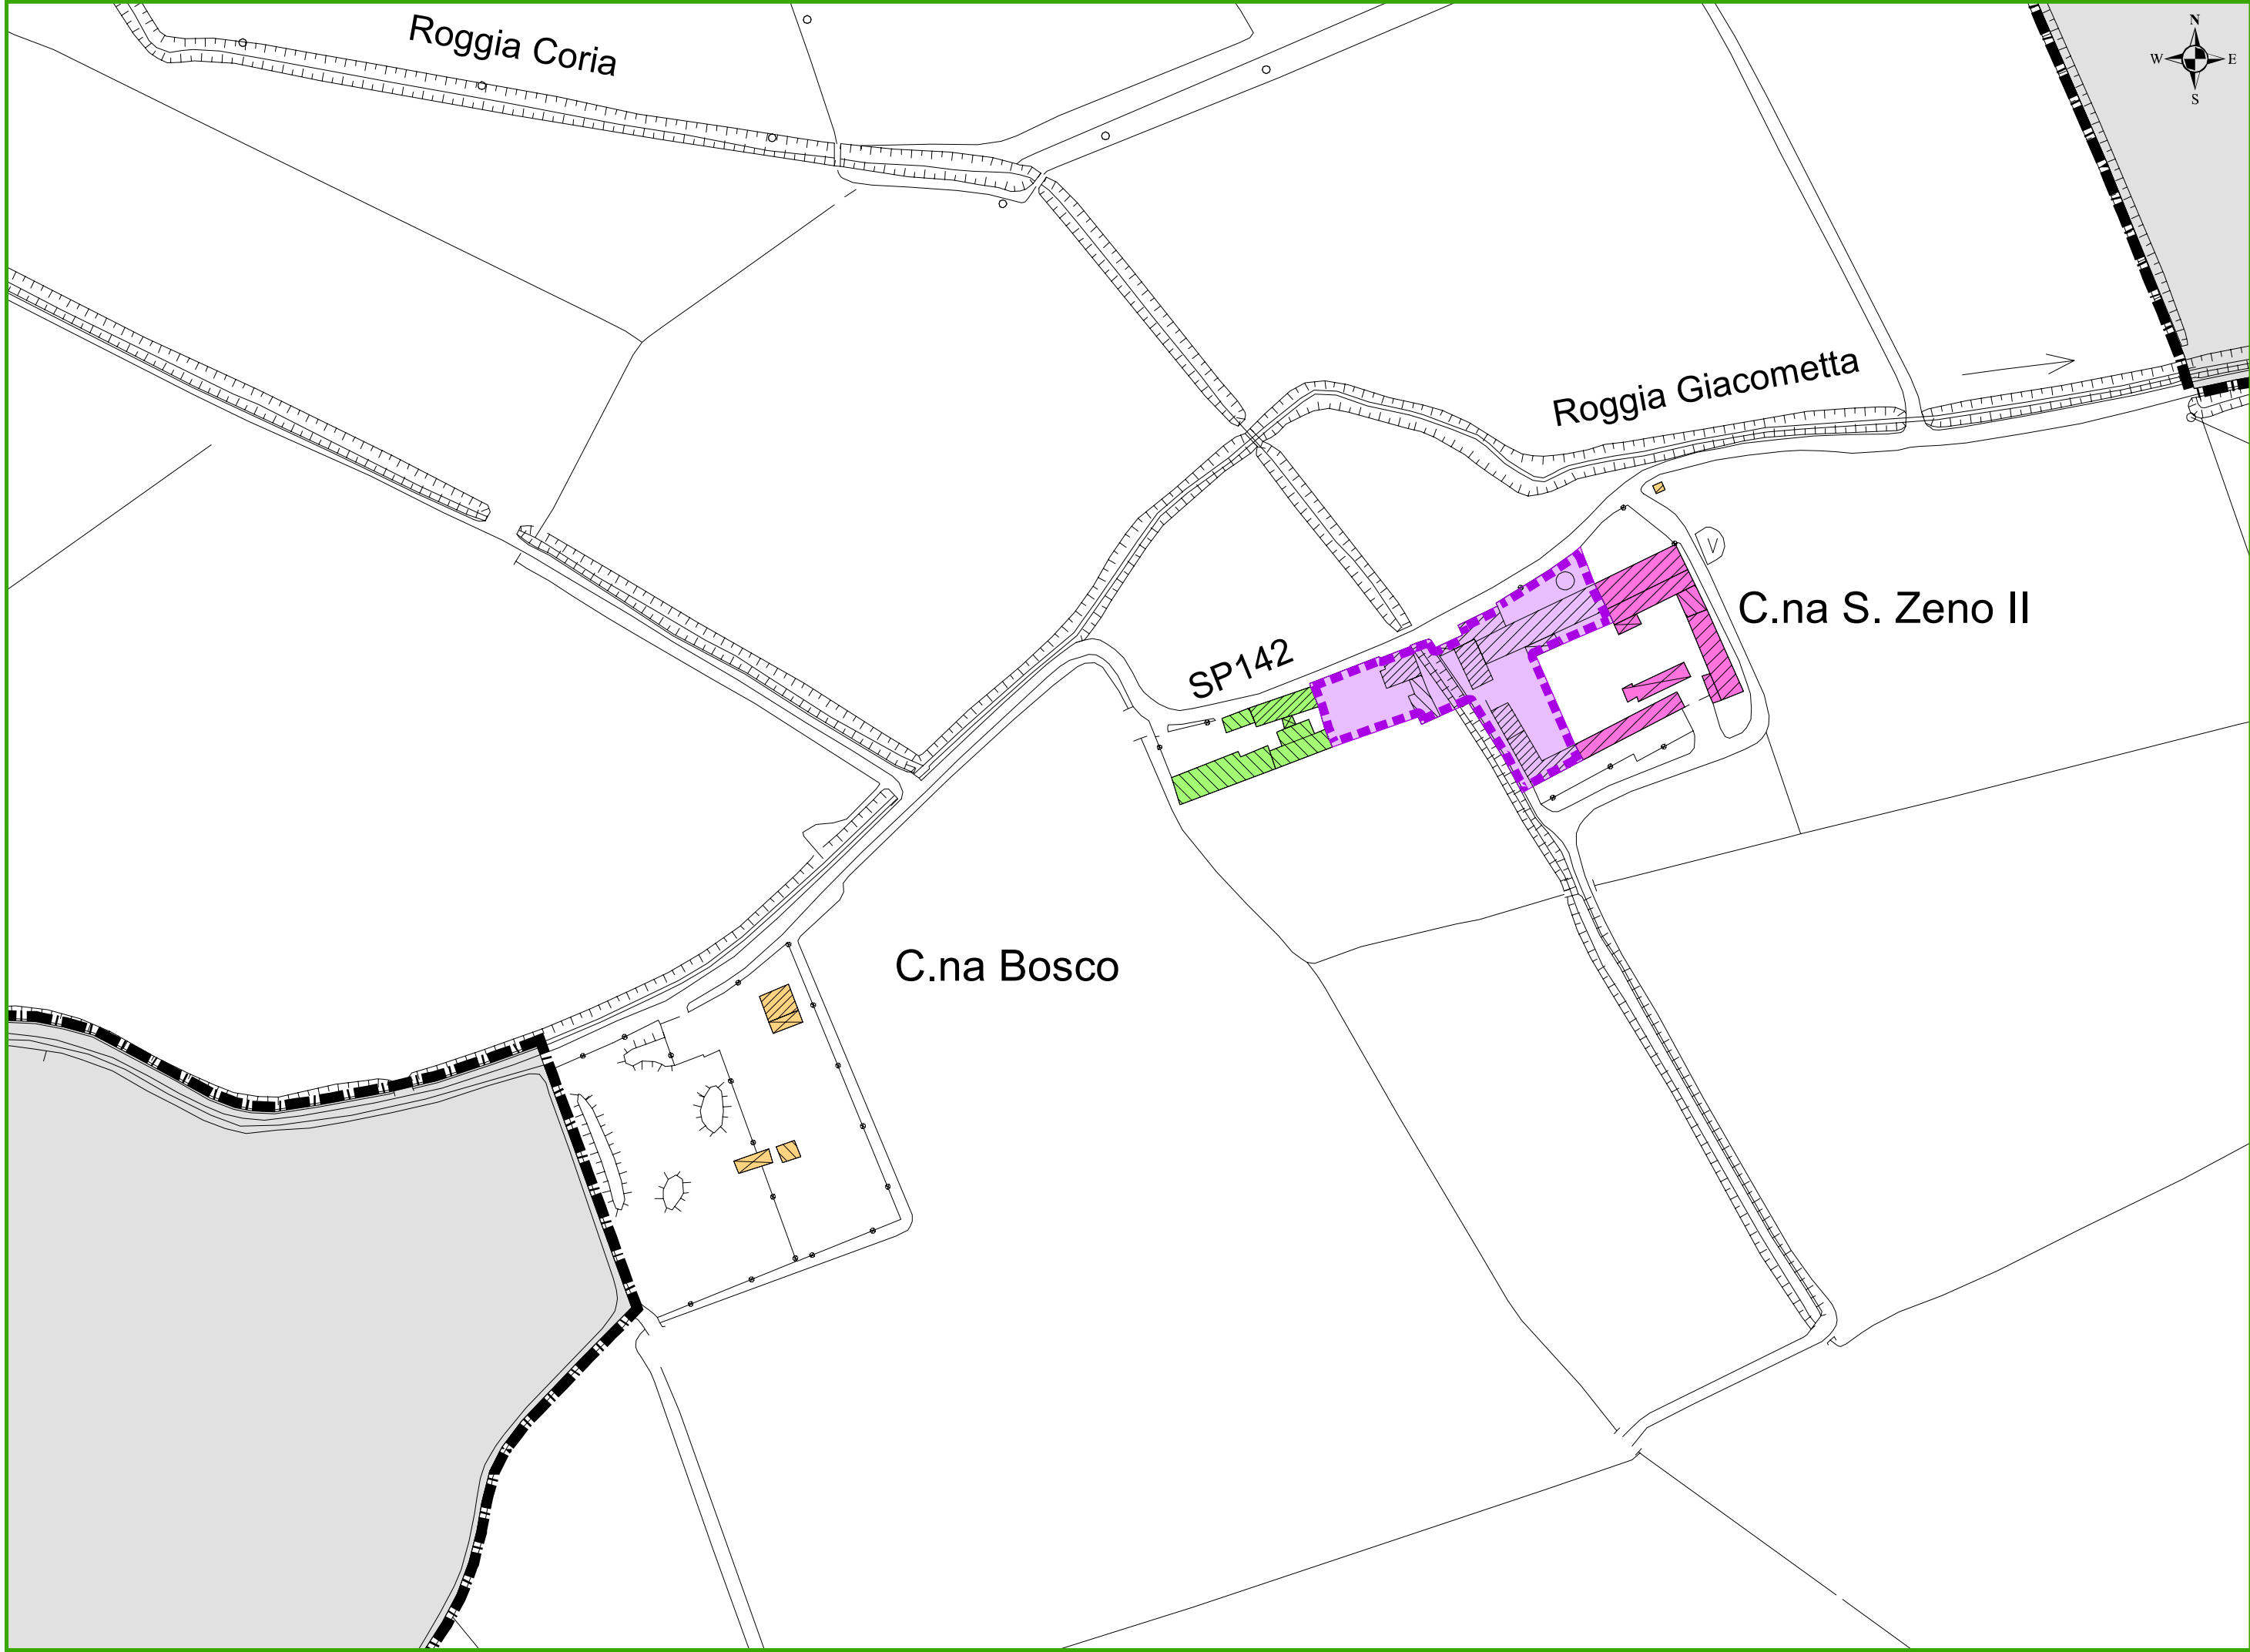 Roggia Coria
N
W E
S
Roggia Giacometta
C.na S. Zeno II
SP142
C.na Bosco